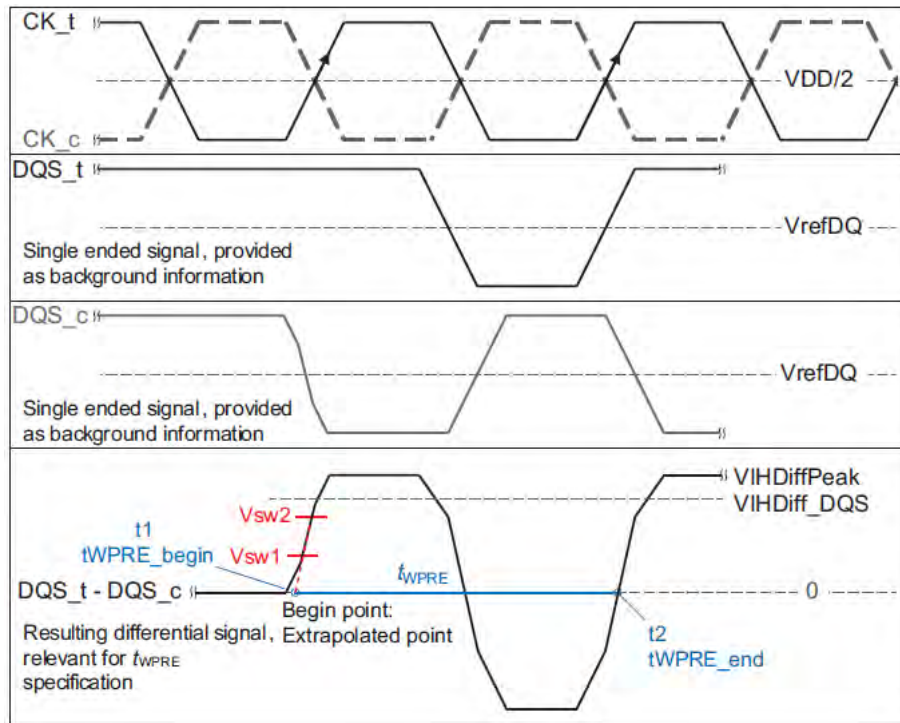 CK_t
VDD/2
CK_c
DQS_t
VrefDQ
Single ended signal, provided
as background information
DQS_c
VrefDQ
Single ended signal, provided
as background information
VIHDiffPeak
VIHDiff_DQS
Vsw2
t1
Vsw1
tWPRE_begin
tWPRE
DQS_t - DQS_c
0
Begin point:
Extrapolated point
t2
tWPRE_end
Resulting differential signal,
relevant for tWPRE
specification